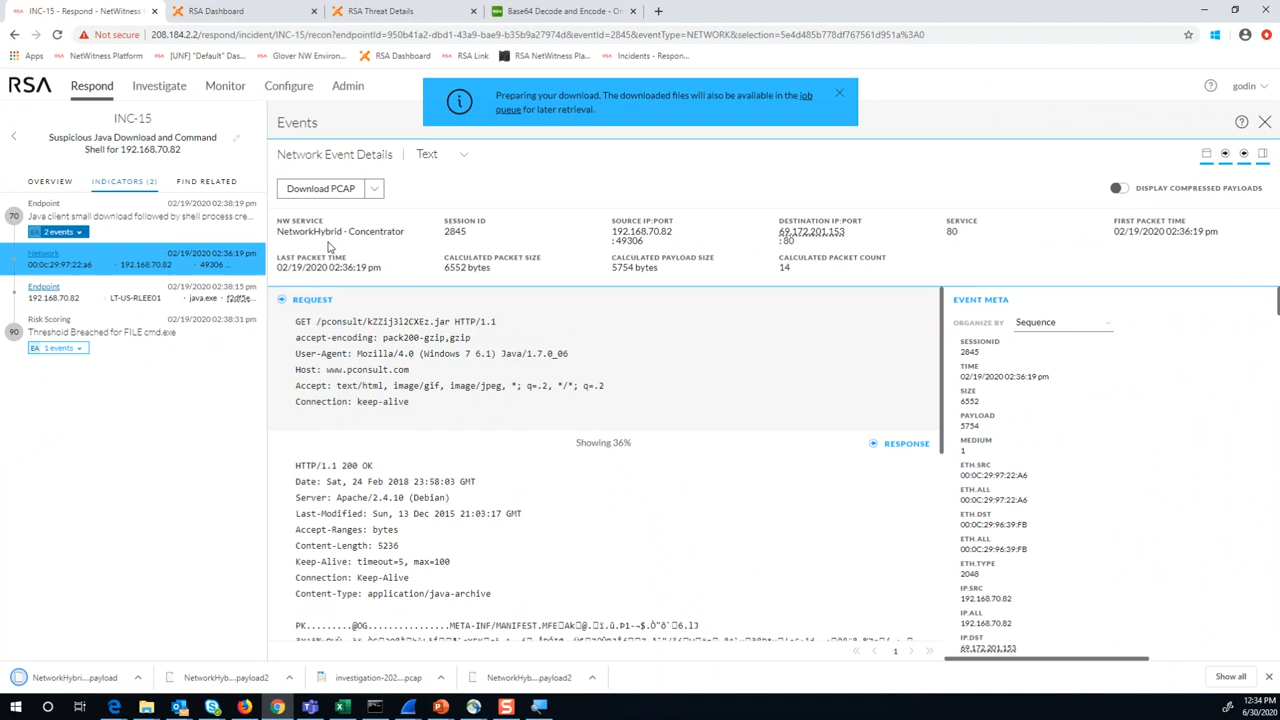 INC-15 - Respond - NetWitness Pl
RSA Dashboard
RSA Threat Details
Base64 Decode and Encode - On
Not secure
208.184.2.2/respond/incident/INC-15/recon?endpointId=950b41a2-dbd1-43a9-bae9-b35b9a27974d&eventId=2845&eventType=NETWORK&selection=5e4d485b778df767561d951a%3A0
Apps
NetWitness Platform
[UNF] "Default" Das...
Glover NW Environ...
RSA Dashboard
RSA Link
RSA NetWitness Pla...
Incidents - Respon...
RSA
Respond
Investigate
Monitor
Configure
Admin
Preparing your download. The downloaded files will also be available in the job
queue for later retrieval.
godin
INC-15
Suspicious Java Download and Command
Shell for 192.168.70.82
OVERVIEW
INDICATORS (2)
FIND RELATED
Endpoint
02/19/2020 02:38:19 pm
70
Java client small download followed by shell process cre...
EA
2 events
Network
02/19/2020 02:36:19 pm
00:0c:29:97:22:a6
192.168.70.82
49306 ...
Endpoint
02/19/2020 02:38:15 pm
192.168.70.82
LT-US-RLEE01
java.exe
f2df5e...
Risk Scoring
02/19/2020 02:38:31 pm
90
Threshold Breached for FILE cmd.exe
EA
1 events
Events
Network Event Details
Text
Download PCAP
DISPLAY COMPRESSED PAYLOADS
NW SERVICE
NetworkHybrid - Concentrator
SESSION ID
2845
SOURCE IP:PORT
192.168.70.82
: 49306
DESTINATION IP:PORT
69.172.201.153
: 80
SERVICE
80
FIRST PACKET TIME
02/19/2020 02:36:19 pm
LAST PACKET TIME
02/19/2020 02:36:19 pm
CALCULATED PACKET SIZE
6552 bytes
CALCULATED PAYLOAD SIZE
5754 bytes
CALCULATED PACKET COUNT
14
REQUEST
GET /pconsult/kZZij3l2CXEz.jar HTTP/1.1
accept-encoding: pack200-gzip,gzip
User-Agent: Mozilla/4.0 (Windows 7 6.1) Java/1.7.0_06
Host: www.pconsult.com
Accept: text/html, image/gif, image/jpeg, *; q=.2, */*; q=.2
Connection: keep-alive
Showing 36%
RESPONSE
HTTP/1.1 200 OK
Date: Sat, 24 Feb 2018 23:58:03 GMT
Server: Apache/2.4.10 (Debian)
Last-Modified: Sun, 13 Dec 2015 21:03:17 GMT
Accept-Ranges: bytes
Content-Length: 5236
Keep-Alive: timeout=5, max=100
Connection: Keep-Alive
Content-Type: application/java-archive
EVENT META
ORGANIZE BY
Sequence
SESSIONID
2845
TIME
02/19/2020 02:36:19 pm
SIZE
6552
PAYLOAD
5754
MEDIUM
1
ETH.SRC
00:0C:29:97:22:A6
ETH.ALL
00:0C:29:97:22:A6
ETH.DST
00:0C:29:96:39:FB
ETH.ALL
00:0C:29:96:39:FB
ETH.TYPE
2048
IP.SRC
192.168.70.82
IP.ALL
192.168.70.82
IP.DST
69.172.201.153
1
NetworkHybri....payload
NetworkHyb....payload2
investigation-202....pcap
NetworkHyb....payload2
Show all
12:34 PM
6/30/2020